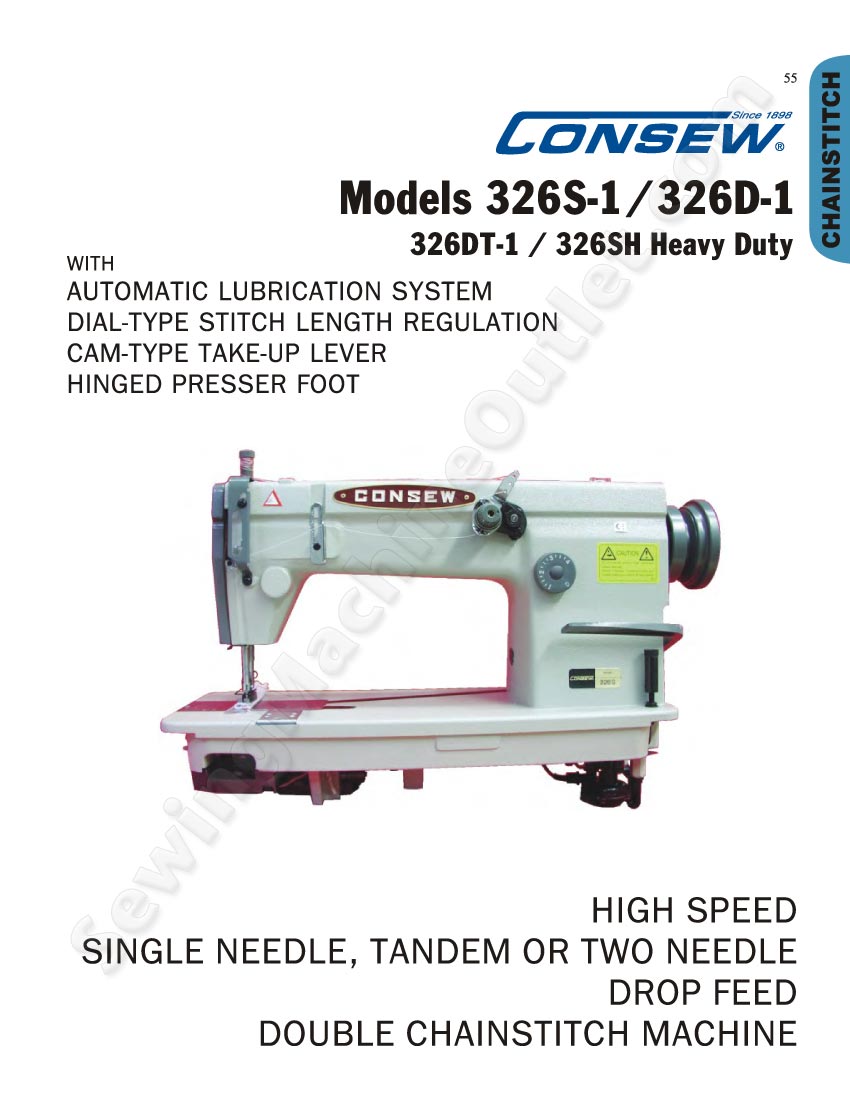 55
CHAINSTITCH
Since 1898
CONSEW®
Models 326S-1/326D-1
326DT-1 / 326SH Heavy Duty
WITH
AUTOMATIC LUBRICATION SYSTEM
DIAL-TYPE STITCH LENGTH REGULATION
CAM-TYPE TAKE-UP LEVER
HINGED PRESSER FOOT
CONSEW
CAUTION
CONSEW
326S
SewingMachineOutlet.com
HIGH SPEED
SINGLE NEEDLE, TANDEM OR TWO NEEDLE
DROP FEED
DOUBLE CHAINSTITCH MACHINE